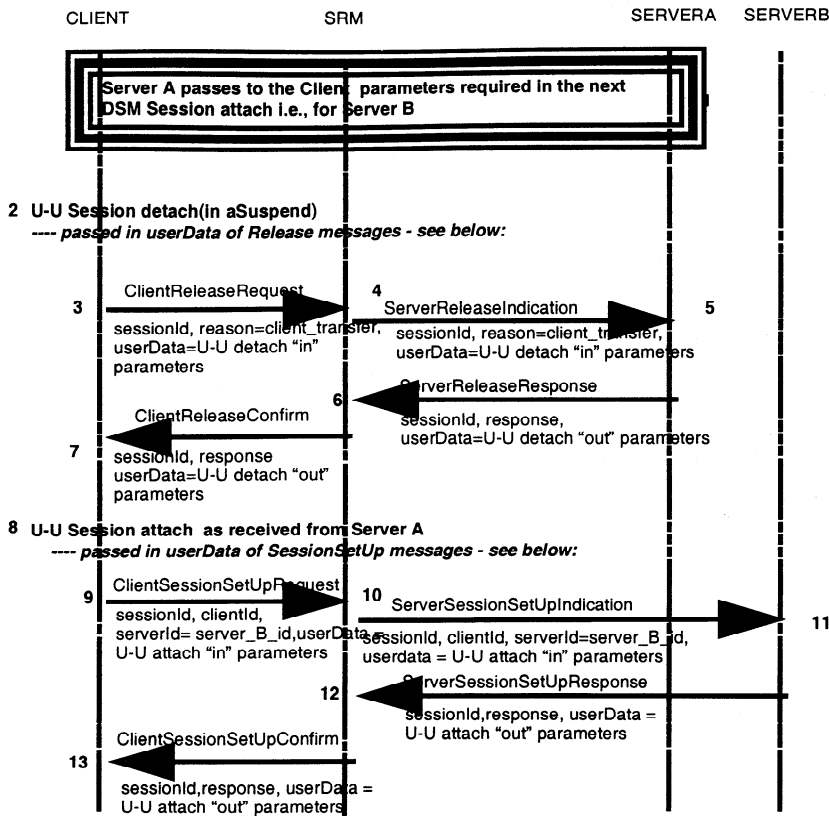 CLIENT SRM SERVERA SERVERB
Server A passes to the Client parameters required in the next
DSM Session attach i.e., for Server B
2 U-U Session detach(in aSuspend)
---- passed in userData of Release messages - see below:
3 ClientReleaseRequest
sessionId, reason=client_transfer,
userData=U-U detach “in”
parameters
4 ServerReleaseIndication 5
sessionId, reason=client_transfer,
userData=U-U detach “in” parameters
6 ServerReleaseResponse
sessionId, response,
userData=U-U detach “out” parameters
7 ClientReleaseConfirm
sessionId, response
userData=U-U detach “out”
parameters
8 U-U Session attach as received from Server A
---- passed in userData of SessionSetUp messages - see below:
9 ClientSessionSetUpRequest
sessionId, clientId,
serverId= server_B_id,userData =
U-U attach “in” parameters
10 ServerSessionSetUpIndication 11
sessionId, clientId, serverId=server_B_id,
userdata = U-U attach “in” parameters
12 ServerSessionSetUpResponse
sessionId,response, userData =
U-U attach “out” parameters
13 ClientSessionSetUpConfirm
sessionId,response, userData =
U-U attach “out” parameters